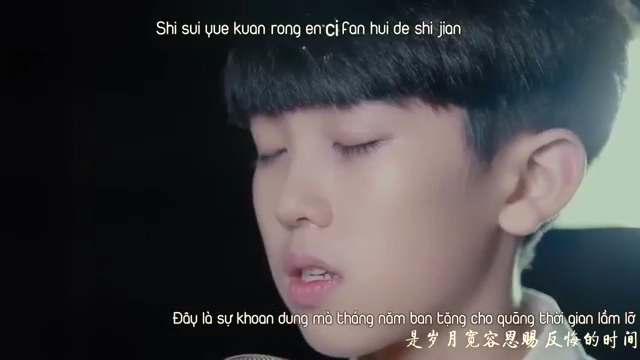 Shi sui yue kuan rong en ci fan hui de shi jian
Đây là sự khoan dung mà tháng năm ban tặng cho quãng thời gian lầm lỡ
是岁月宽容恩赐 反悔的时间